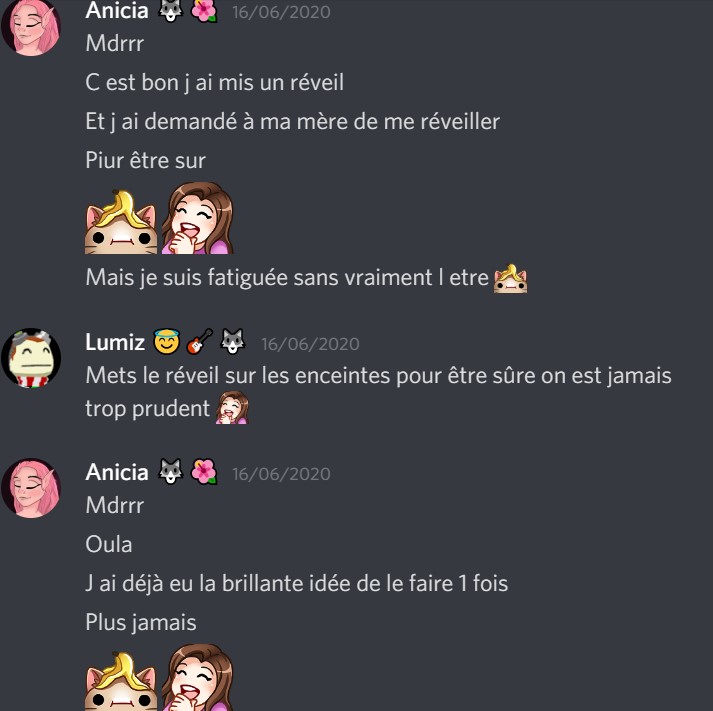 Anicia 🐺 🌺 16/06/2020
Mdrrr
C est bon j ai mis un réveil
Et j ai demandé à ma mère de me réveiller
Piur être sur
Mais je suis fatiguée sans vraiment l etre
Lumiz 😇 🎸 🐺 16/06/2020
Mets le réveil sur les enceintes pour être sûre on est jamais
trop prudent
Anicia 🐺 🌺 16/06/2020
Mdrrr
Oula
J ai déjà eu la brillante idée de le faire 1 fois
Plus jamais